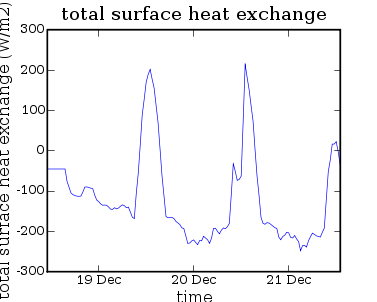 total surface heat exchange
total surface heat exchange (W/m2)
300
200
100
0
-100
-200
-300
19 Dec 20 Dec 21 Dec
time